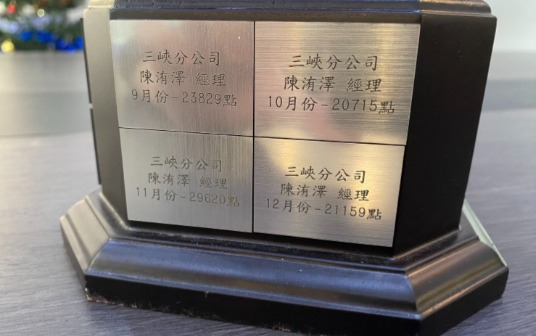 三峽分公司
陳洧澤 經理
9月份-23829點
三峽分公司
陳洧澤 經理
10月份-20715點
三峽分公司
陳洧澤 經理
11月份-29620點
三峽分公司
陳洧澤 經理
12月份-21159點